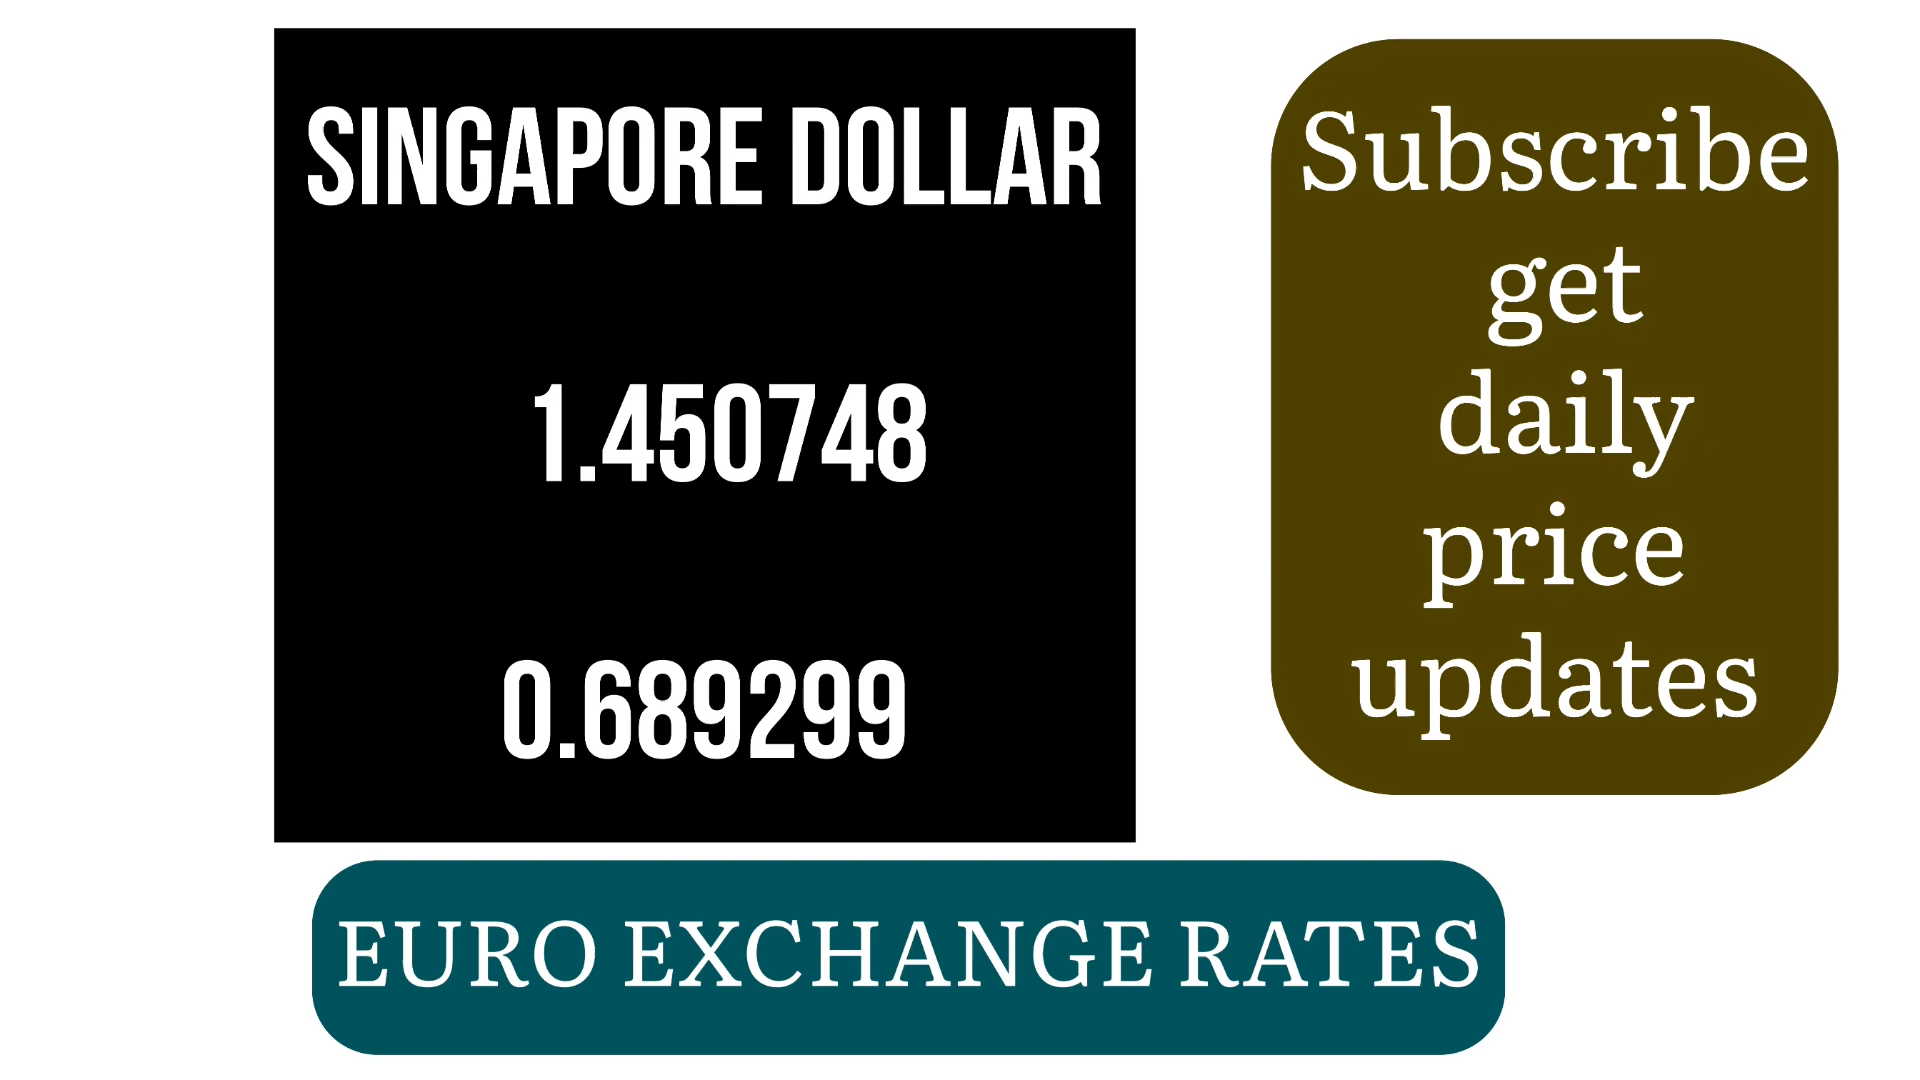 SINGAPORE DOLLAR
1.450748
0.689299
Subscribe
get
daily
price
updates
EURO EXCHANGE RATES